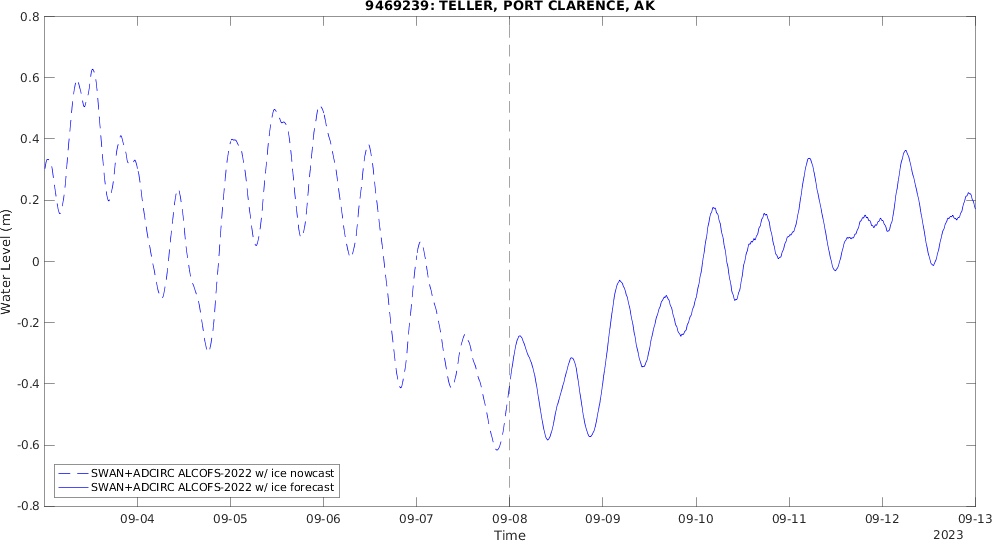 9469239: TELLER, PORT CLARENCE, AK
0.8
0.6
0.4
0.2
0
-0.2
-0.4
-0.6
-0.8
Water Level (m)
SWAN+ADCIRC ALCOFS-2022 w/ ice nowcast
SWAN+ADCIRC ALCOFS-2022 w/ ice forecast
09-04 09-05 09-06 09-07 09-08 09-09 09-10 09-11 09-12 09-13
Time
2023